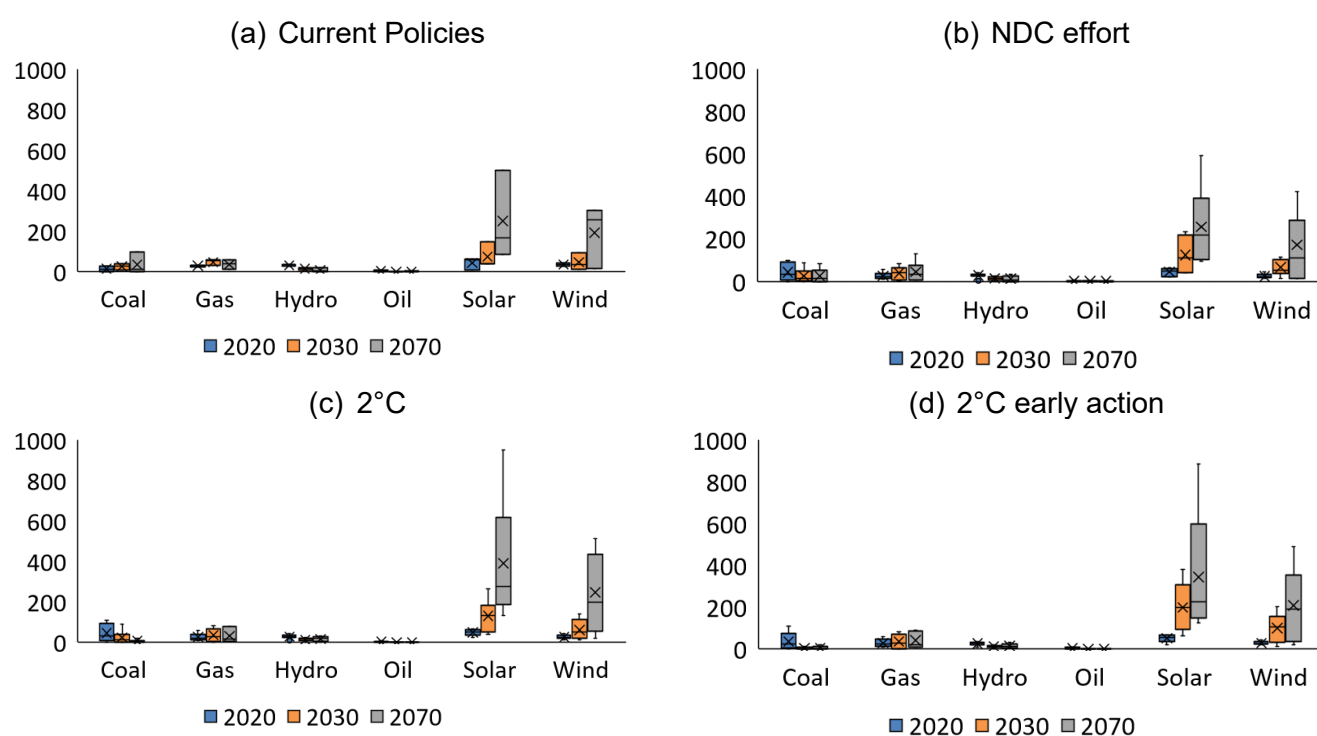 (a) Current Policies
1000
800
600
400
200
0
Coal Gas Hydro Oil Solar Wind
2020 2030 2070
(b) NDC effort
1000
800
600
400
200
0
Coal Gas Hydro Oil Solar Wind
2020 2030 2070
(c) 2°C
1000
800
600
400
200
0
Coal Gas Hydro Oil Solar Wind
2020 2030 2070
(d) 2°C early action
1000
800
600
400
200
0
Coal Gas Hydro Oil Solar Wind
2020 2030 2070